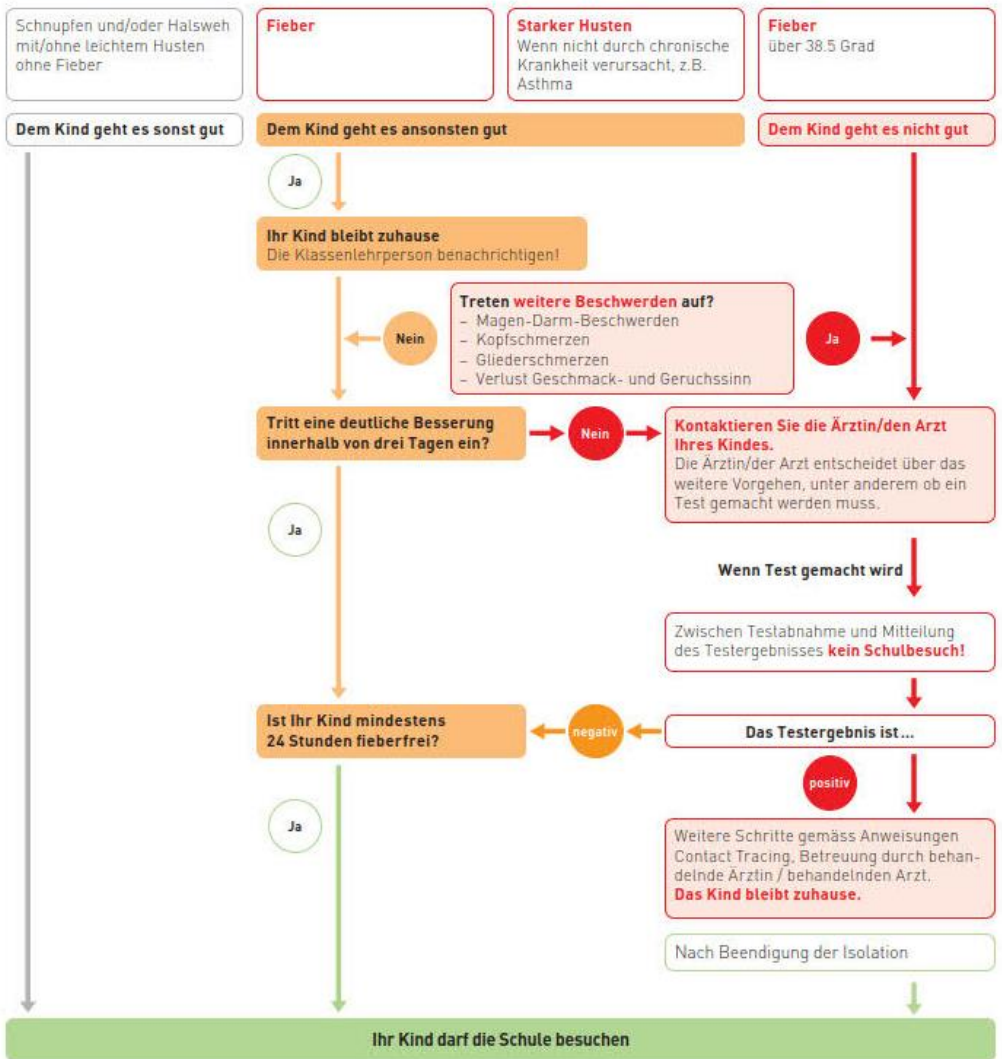 Schnupfen und/oder Halsweh
mit/ohne leichtem Husten
ohne Fieber
Fieber
Starker Husten
Wenn nicht durch chronische
Krankheit verursacht, z.B.
Asthma
Fieber
über 38.5 Grad
Dem Kind geht es sonst gut
Dem Kind geht es ansonsten gut
Dem Kind geht es nicht gut
Ja
Ihr Kind bleibt zuhause
Die Klassenlehrperson benachrichtigen!
Treten weitere Beschwerden auf?
– Magen-Darm-Beschwerden
– Kopfschmerzen
– Gliederschmerzen
– Verlust Geschmack- und Geruchssinn
Nein
Ja
Tritt eine deutliche Besserung
innerhalb von drei Tagen ein?
Nein
Kontaktieren Sie die Ärztin/den Arzt
Ihres Kindes.
Die Ärztin/der Arzt entscheidet über das
weitere Vorgehen, unter anderem ob ein
Test gemacht werden muss.
Ja
Wenn Test gemacht wird
Zwischen Testabnahme und Mitteilung
des Testergebnisses kein Schulbesuch!
Ist Ihr Kind mindestens
24 Stunden fieberfrei?
negativ
Das Testergebnis ist ...
positiv
Ja
Weitere Schritte gemäss Anweisungen
Contact Tracing, Betreuung durch behan-
delnde Ärztin / behandelnden Arzt.
Das Kind bleibt zuhause.
Nach Beendigung der Isolation
Ihr Kind darf die Schule besuchen